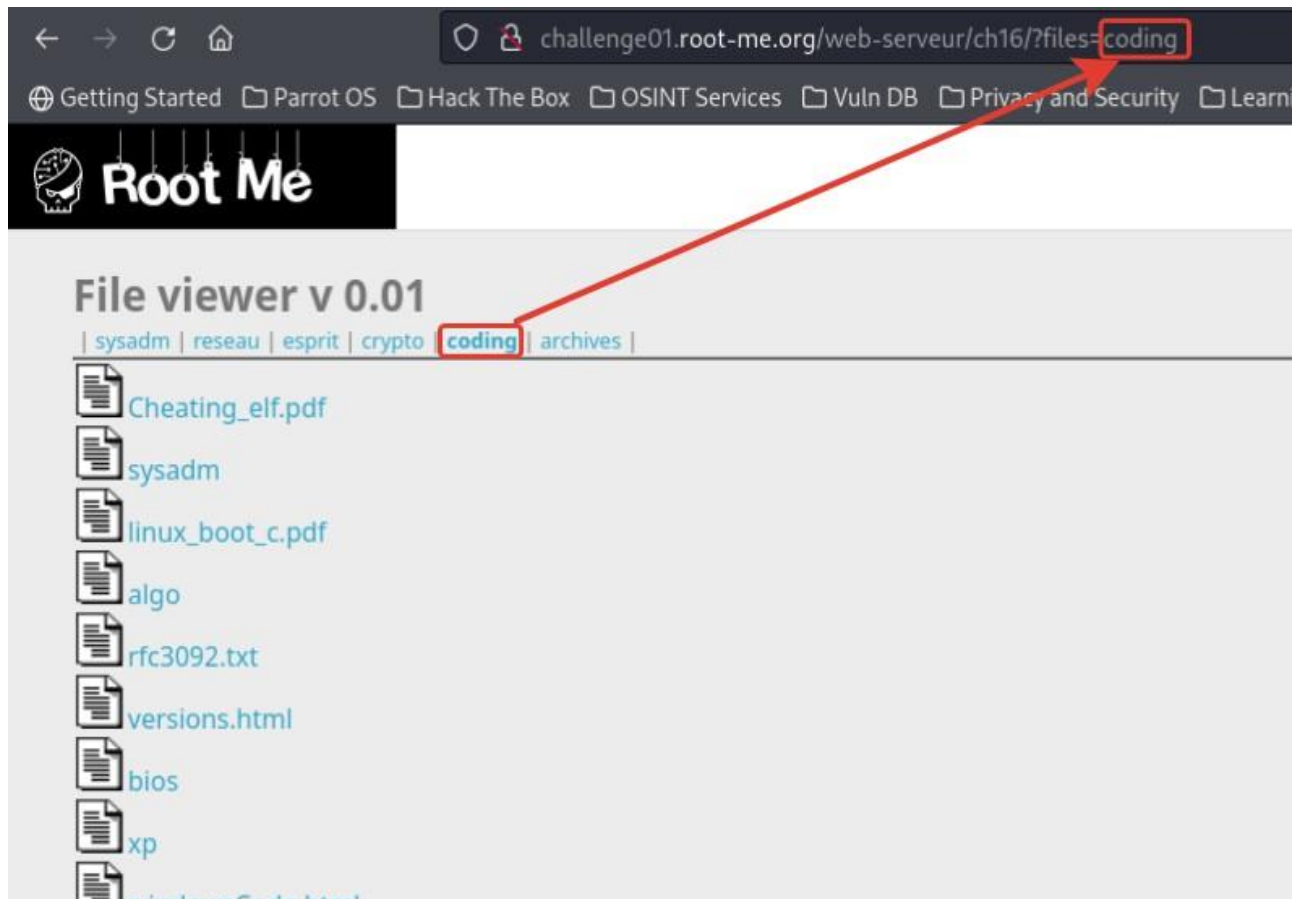 challenge01.root-me.org/web-serveur/ch16/?files=coding
Getting Started Parrot OS Hack The Box OSINT Services Vuln DB Privacy and Security Learni
Root Me
File viewer v 0.01
| sysadm | reseau | esprit | crypto | coding | archives |
Cheating_elf.pdf
sysadm
linux_boot_c.pdf
algo
rfc3092.txt
versions.html
bios
xp